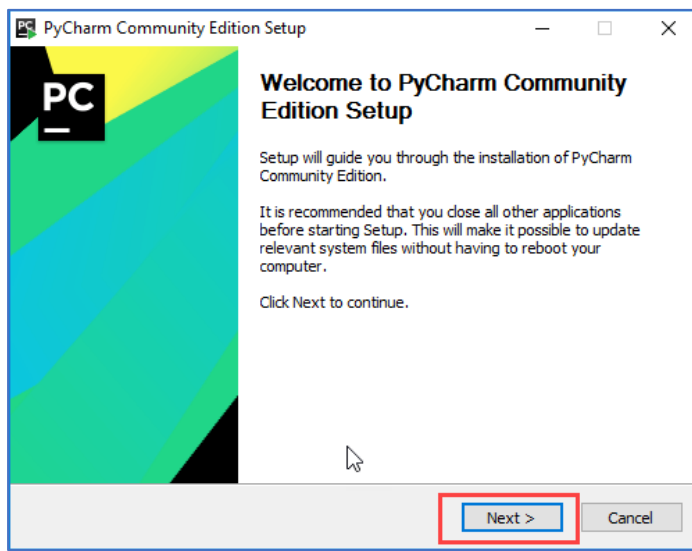 PyCharm Community Edition Setup
PC
Welcome to PyCharm Community
Edition Setup
Setup will guide you through the installation of PyCharm
Community Edition.
It is recommended that you close all other applications
before starting Setup. This will make it possible to update
relevant system files without having to reboot your
computer.
Click Next to continue.
Next >
Cancel